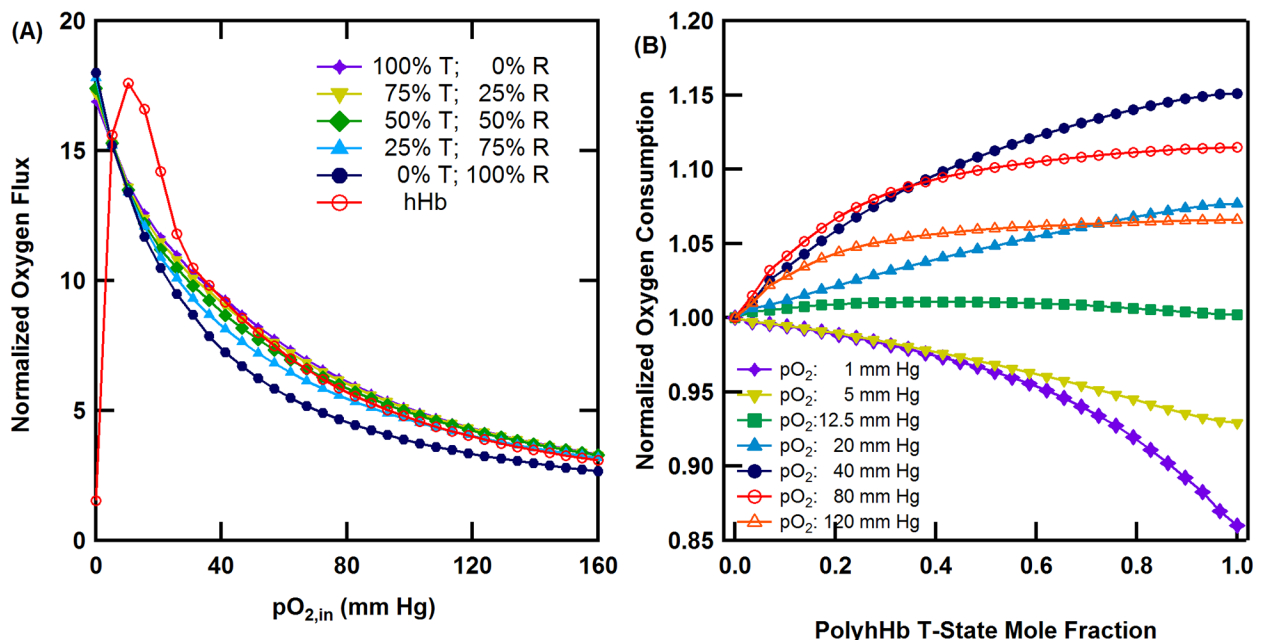 (A)
Normalized Oxygen Flux
20
15
10
5
0
0
40
80
120
160
pO2,in (mm Hg)
100% T; 0% R
75% T; 25% R
50% T; 50% R
25% T; 75% R
0% T; 100% R
hHb
(B)
Normalized Oxygen Consumption
1.20
1.15
1.10
1.05
1.00
0.95
0.90
0.85
0.0
0.2
0.4
0.6
0.8
1.0
PolyhHb T-State Mole Fraction
pO2: 1 mm Hg
pO2: 5 mm Hg
pO2:12.5 mm Hg
pO2: 20 mm Hg
pO2: 40 mm Hg
pO2: 80 mm Hg
pO2: 120 mm Hg